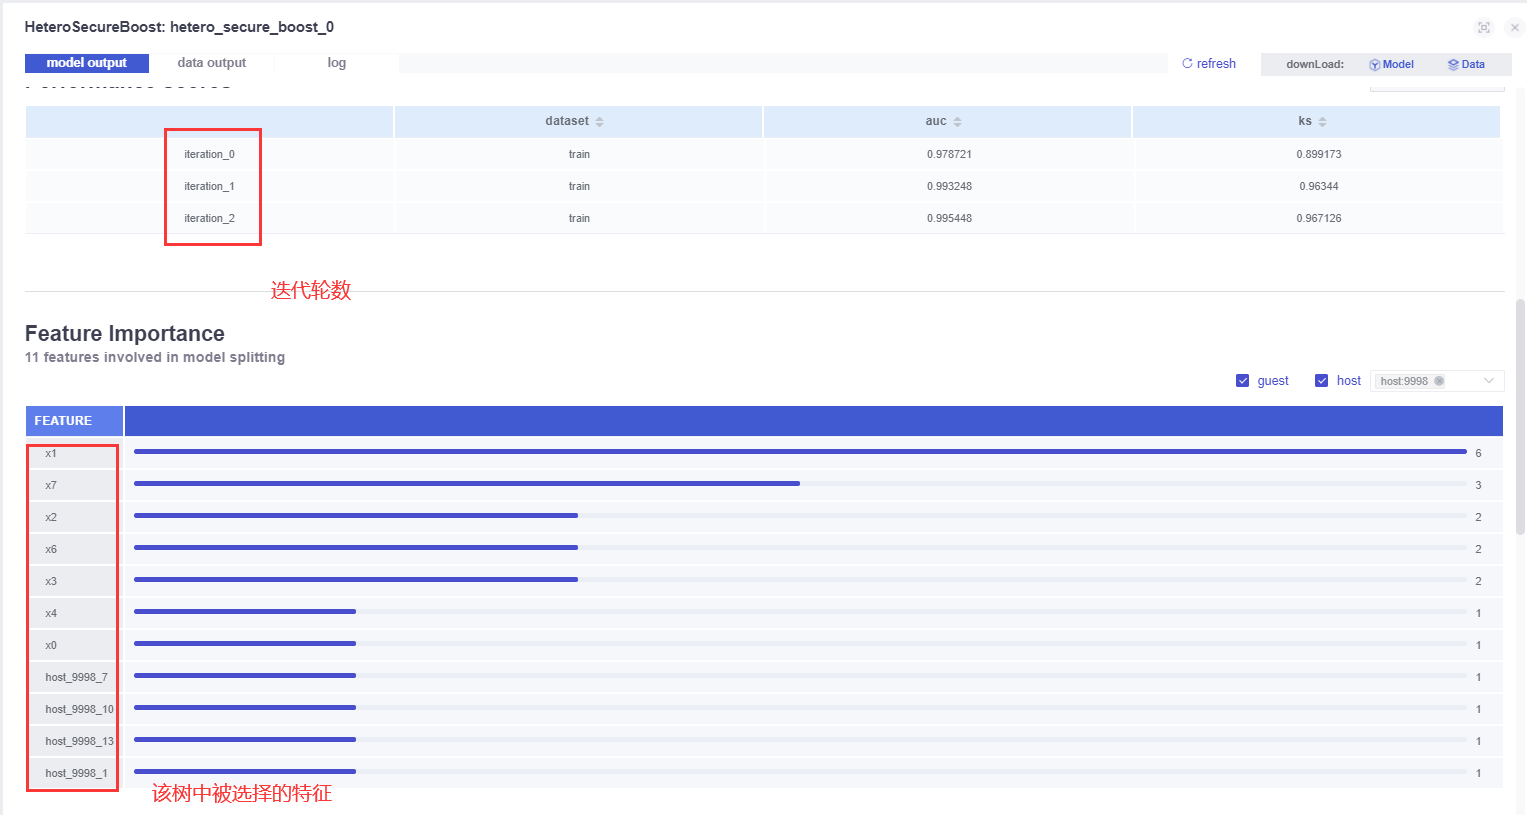 HeteroSecureBoost: hetero_secure_boost_0
model output data output log refresh downLoad: Model Data
dataset auc ks
iteration_0 train 0.978721 0.899173
iteration_1 train 0.993248 0.96344
iteration_2 train 0.995448 0.967126
迭代轮数
Feature Importance
11 features involved in model splitting
guest host host:9998
FEATURE
x1 6
x7 3
x2 2
x6 2
x3 2
x4 1
x0 1
host_9998_7 1
host_9998_10 1
host_9998_13 1
host_9998_1 1
该树中被选择的特征